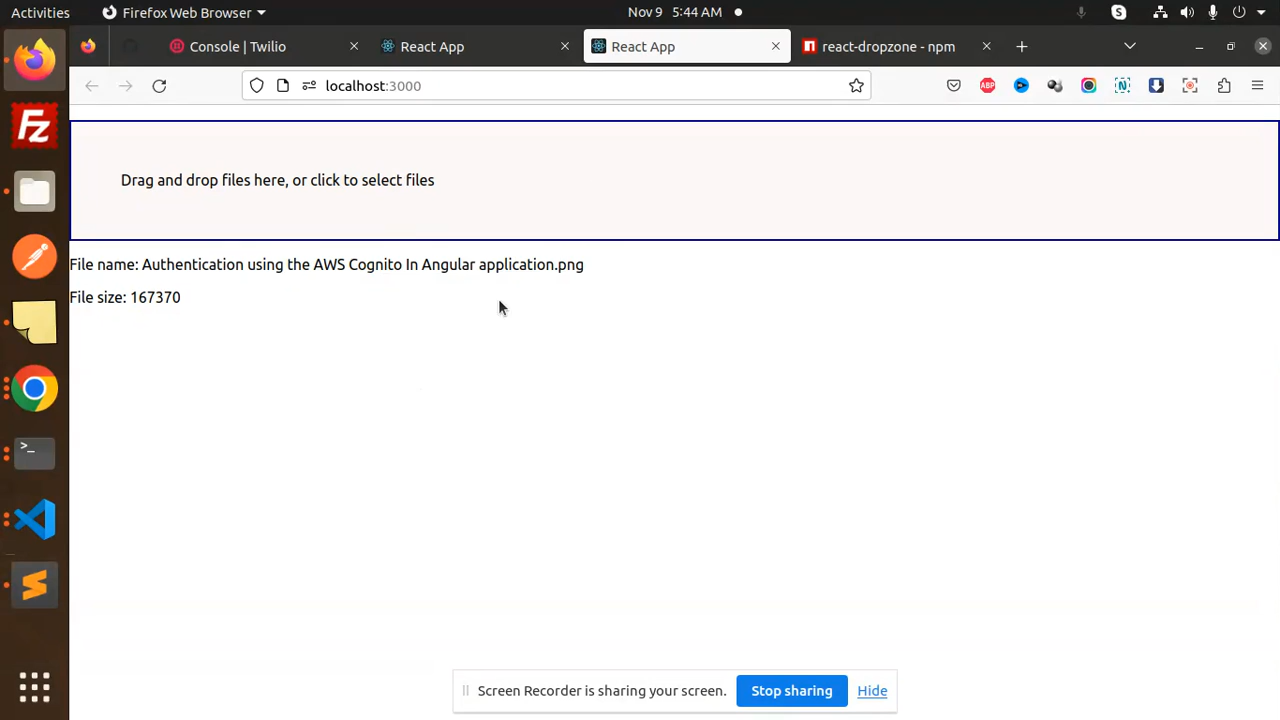 Activities
Firefox Web Browser
Nov 9 5:44 AM
Console | Twilio
React App
React App
react-dropzone - npm
localhost:3000
ABP
N
Fz
Drag and drop files here, or click to select files
File name: Authentication using the AWS Cognito In Angular application.png
File size: 167370
>_
Screen Recorder is sharing your screen.
Stop sharing
Hide